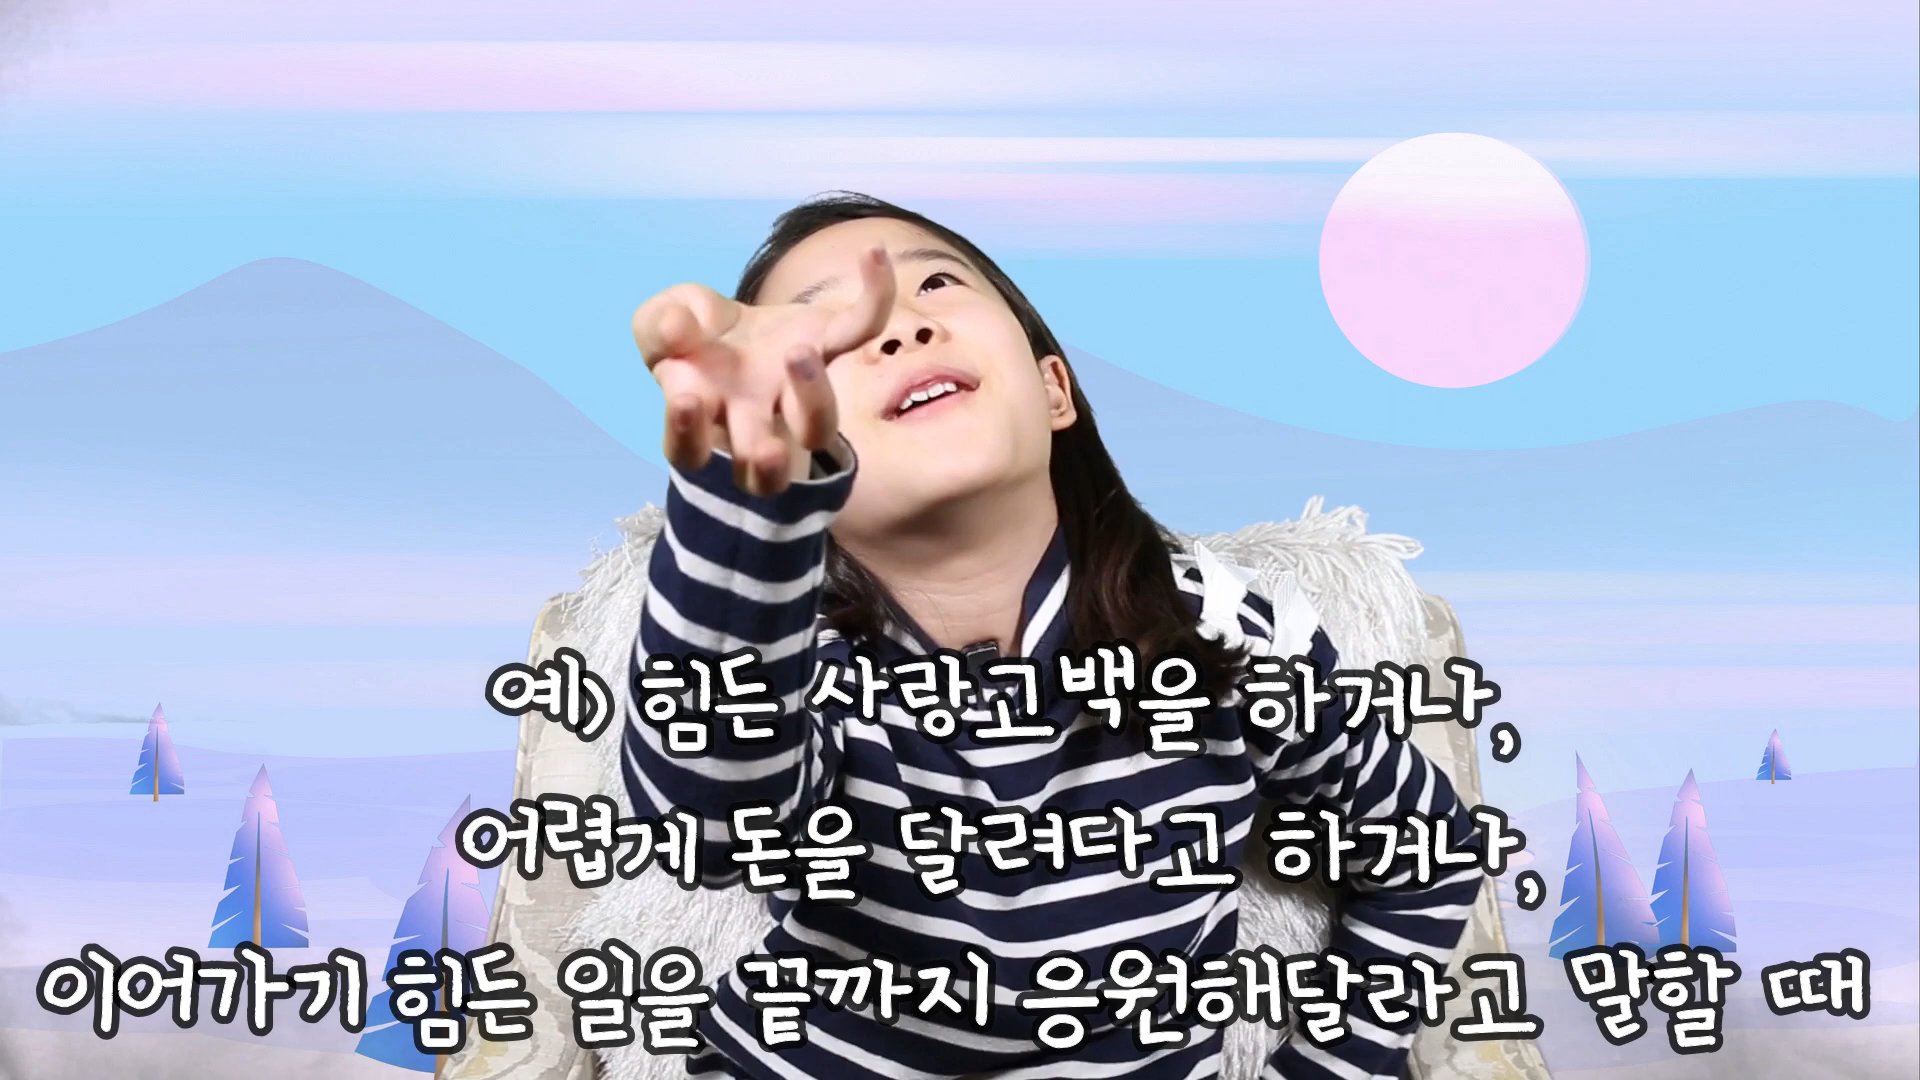 예) 힘든 사랑고백을 하거나,
어렵게 돈을 달려다고 하거나,
이어가기 힘든 일을 끝까지 응원해달라고 말할 때